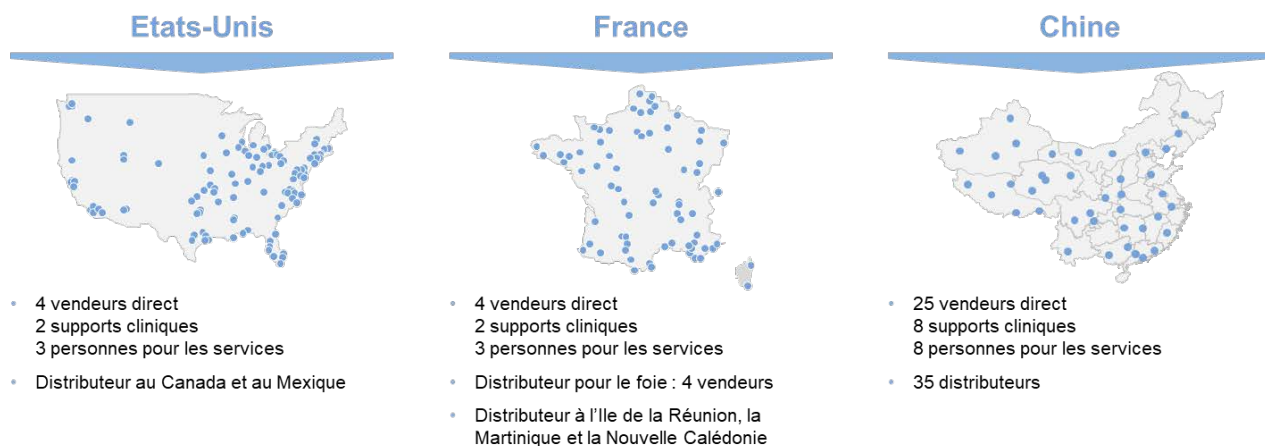 Etats-Unis
4 vendeurs direct
2 supports cliniques
3 personnes pour les services
Distributeur au Canada et au Mexique
France
4 vendeurs direct
2 supports cliniques
3 personnes pour les services
Distributeur pour le foie : 4 vendeurs
Distributeur à l'Ile de la Réunion, la
Martinique et la Nouvelle Calédonie
Chine
25 vendeurs direct
8 supports cliniques
8 personnes pour les services
35 distributeurs